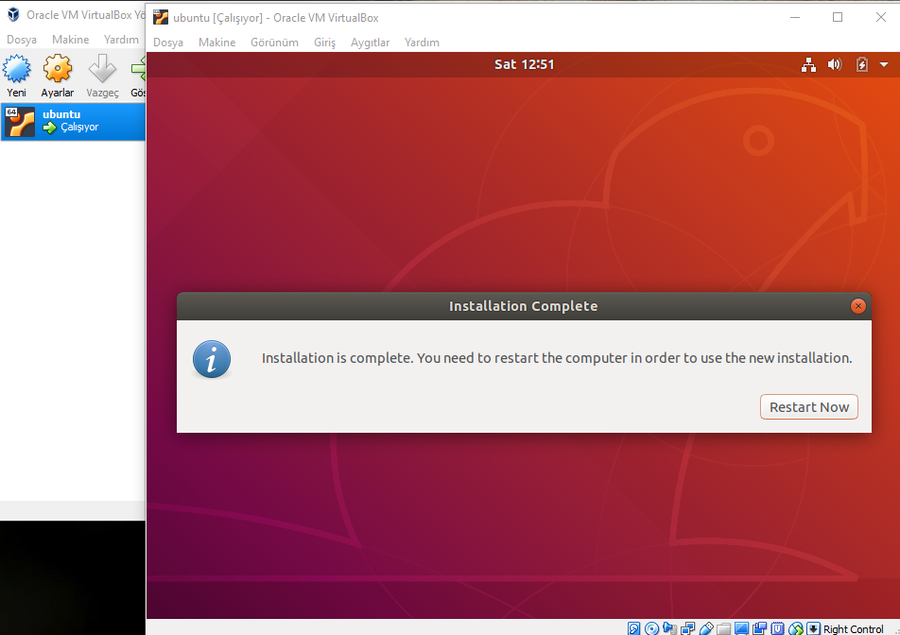 Oracle VM VirtualBox Yö
Dosya Makine Yardım
Yeni Ayarlar Vazgeç Gös
64
ubuntu
Çalışıyor
ubuntu [Çalışıyor] - Oracle VM VirtualBox
Dosya Makine Görünüm Giriş Aygıtlar Yardım
Sat 12:51
Installation Complete
Installation is complete. You need to restart the computer in order to use the new installation.
Restart Now
Right Control